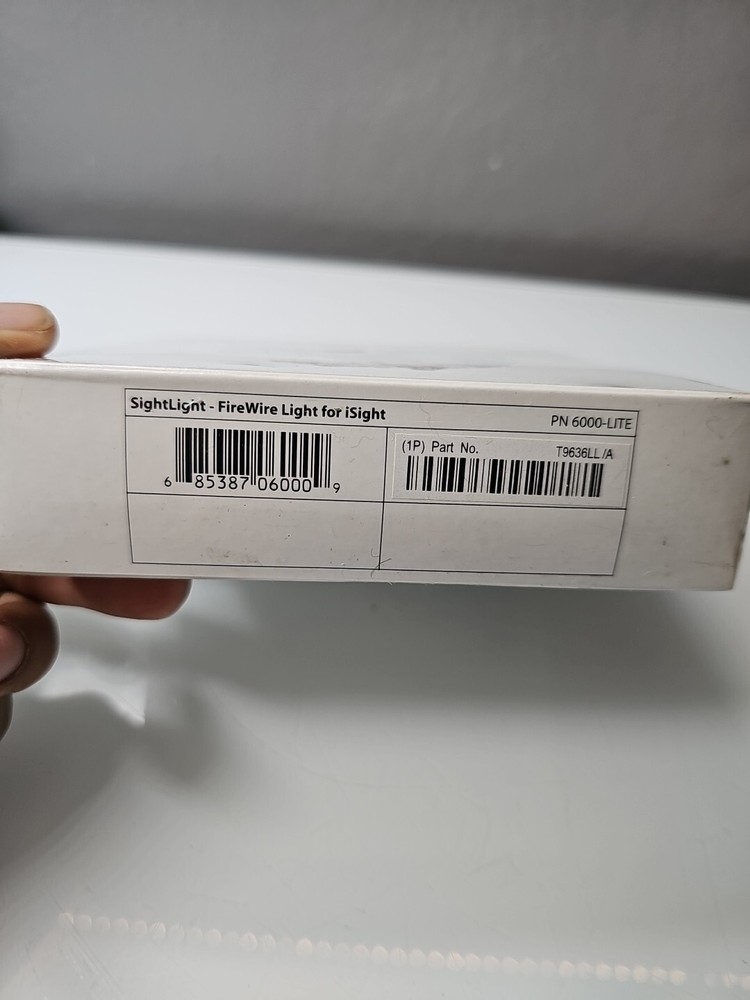 SightLight - FireWire Light for iSight
PN 6000-LITE
6 85387 06000 9
(1P) Part No. T9636LL/A